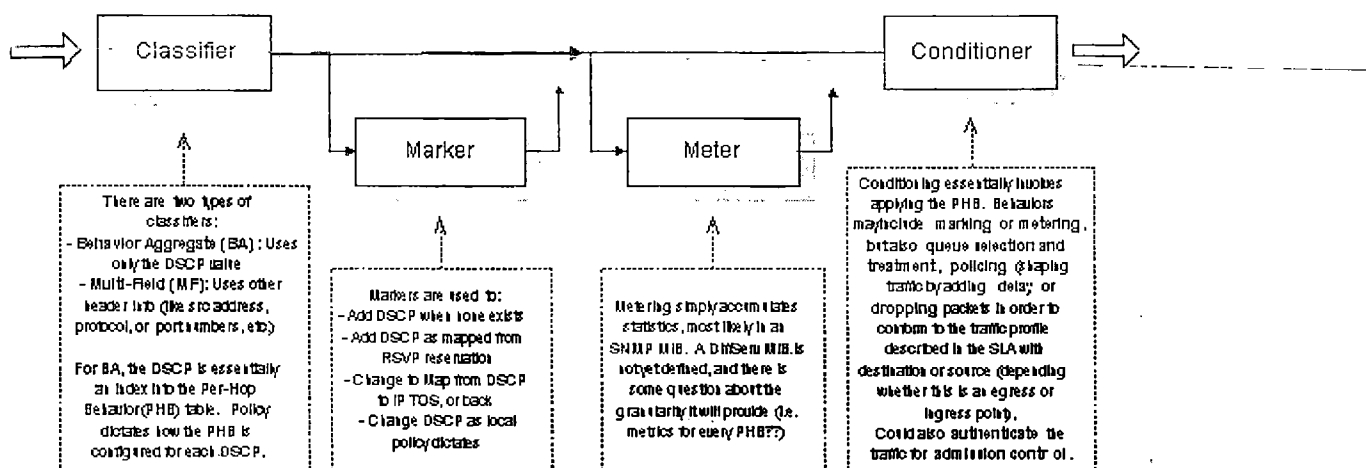 Classifier
Conditioner
Marker
Meter
There are two types of
classifiers:
- Behavior Aggregate (BA): Uses
only the DSCP value
- Multi-Field (MF): Uses other
header info (like src address,
protocol, or port numbers, etc.)
For BA, the DSCP is essentially
an index into the Per-Hop
Behavior(PHB) table. Policy
dictates how the PHB is
configured for each DSCP.
Markers are used to:
- Add DSCP when none exists
- Add DSCP as mapped from
RSVP reservation
- Change to Map from DSCP
to IP TOS, or back
- Change DSCP as local
policy dictates
Metering simply accumulates
statistics, most likely in an
SNMP MIB. A DiffServ MIB is
not yet defined, and there is
some question about the
granularity it will provide (i.e.
metrics for every PHB??)
Conditioning essentially involves
applying the PHB. Behaviors
may include marking or metering,
but also queue selection and
treatment, policing (shaping
traffic by adding delay or
dropping packets in order to
conform to the traffic profile
described in the SLA with
destination or source (depending
whether this is an egress or
ingress point).
Could also authenticate the
traffic for admission control.